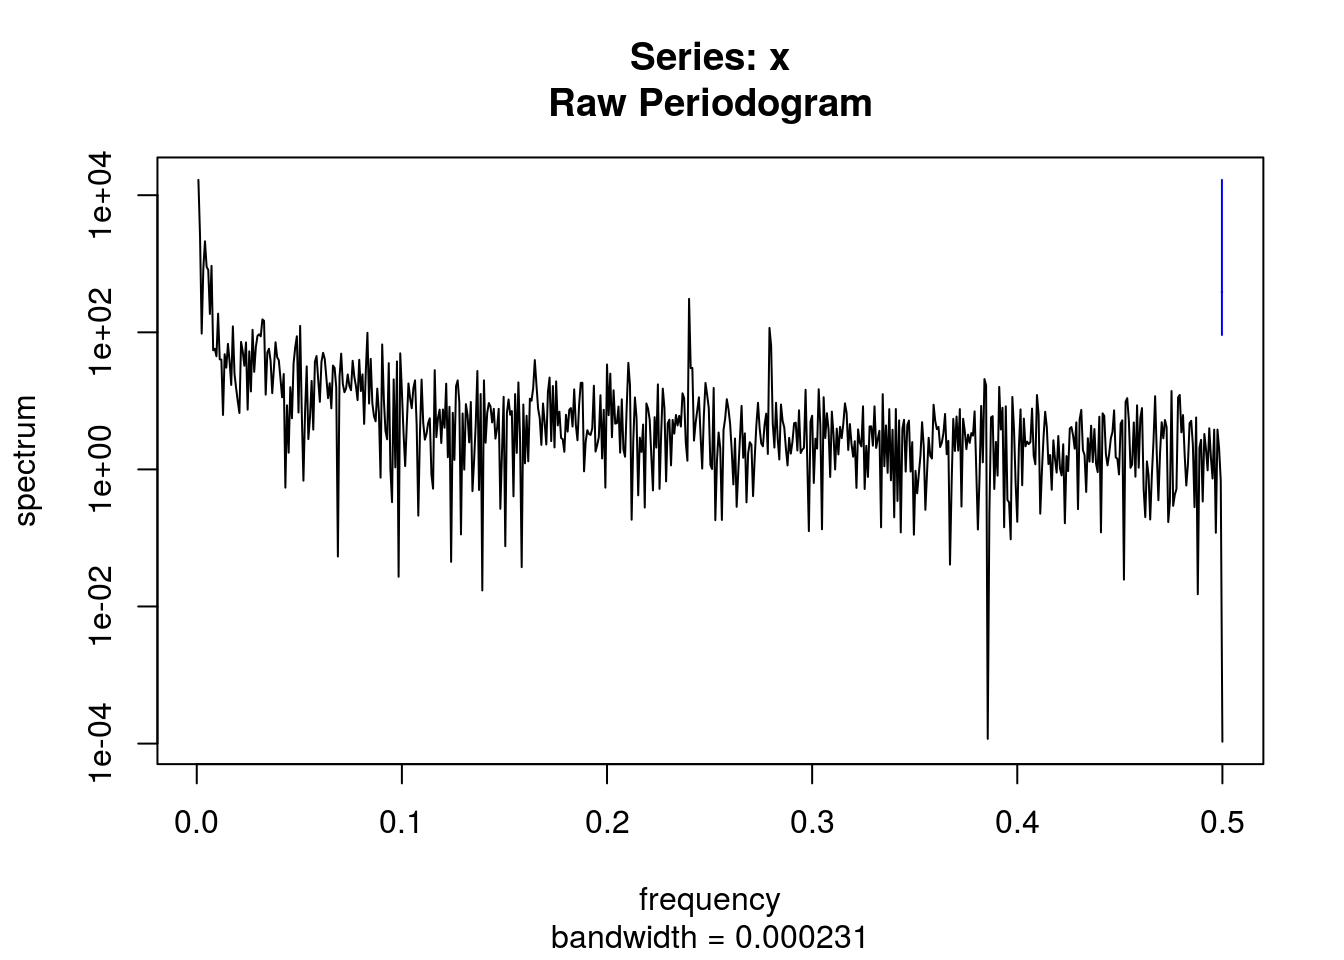 Series: x
Raw Periodogram
1e+04
1e+02
1e+00
1e-02
1e-04
spectrum
0.0 0.1 0.2 0.3 0.4 0.5
frequency
bandwidth = 0.000231